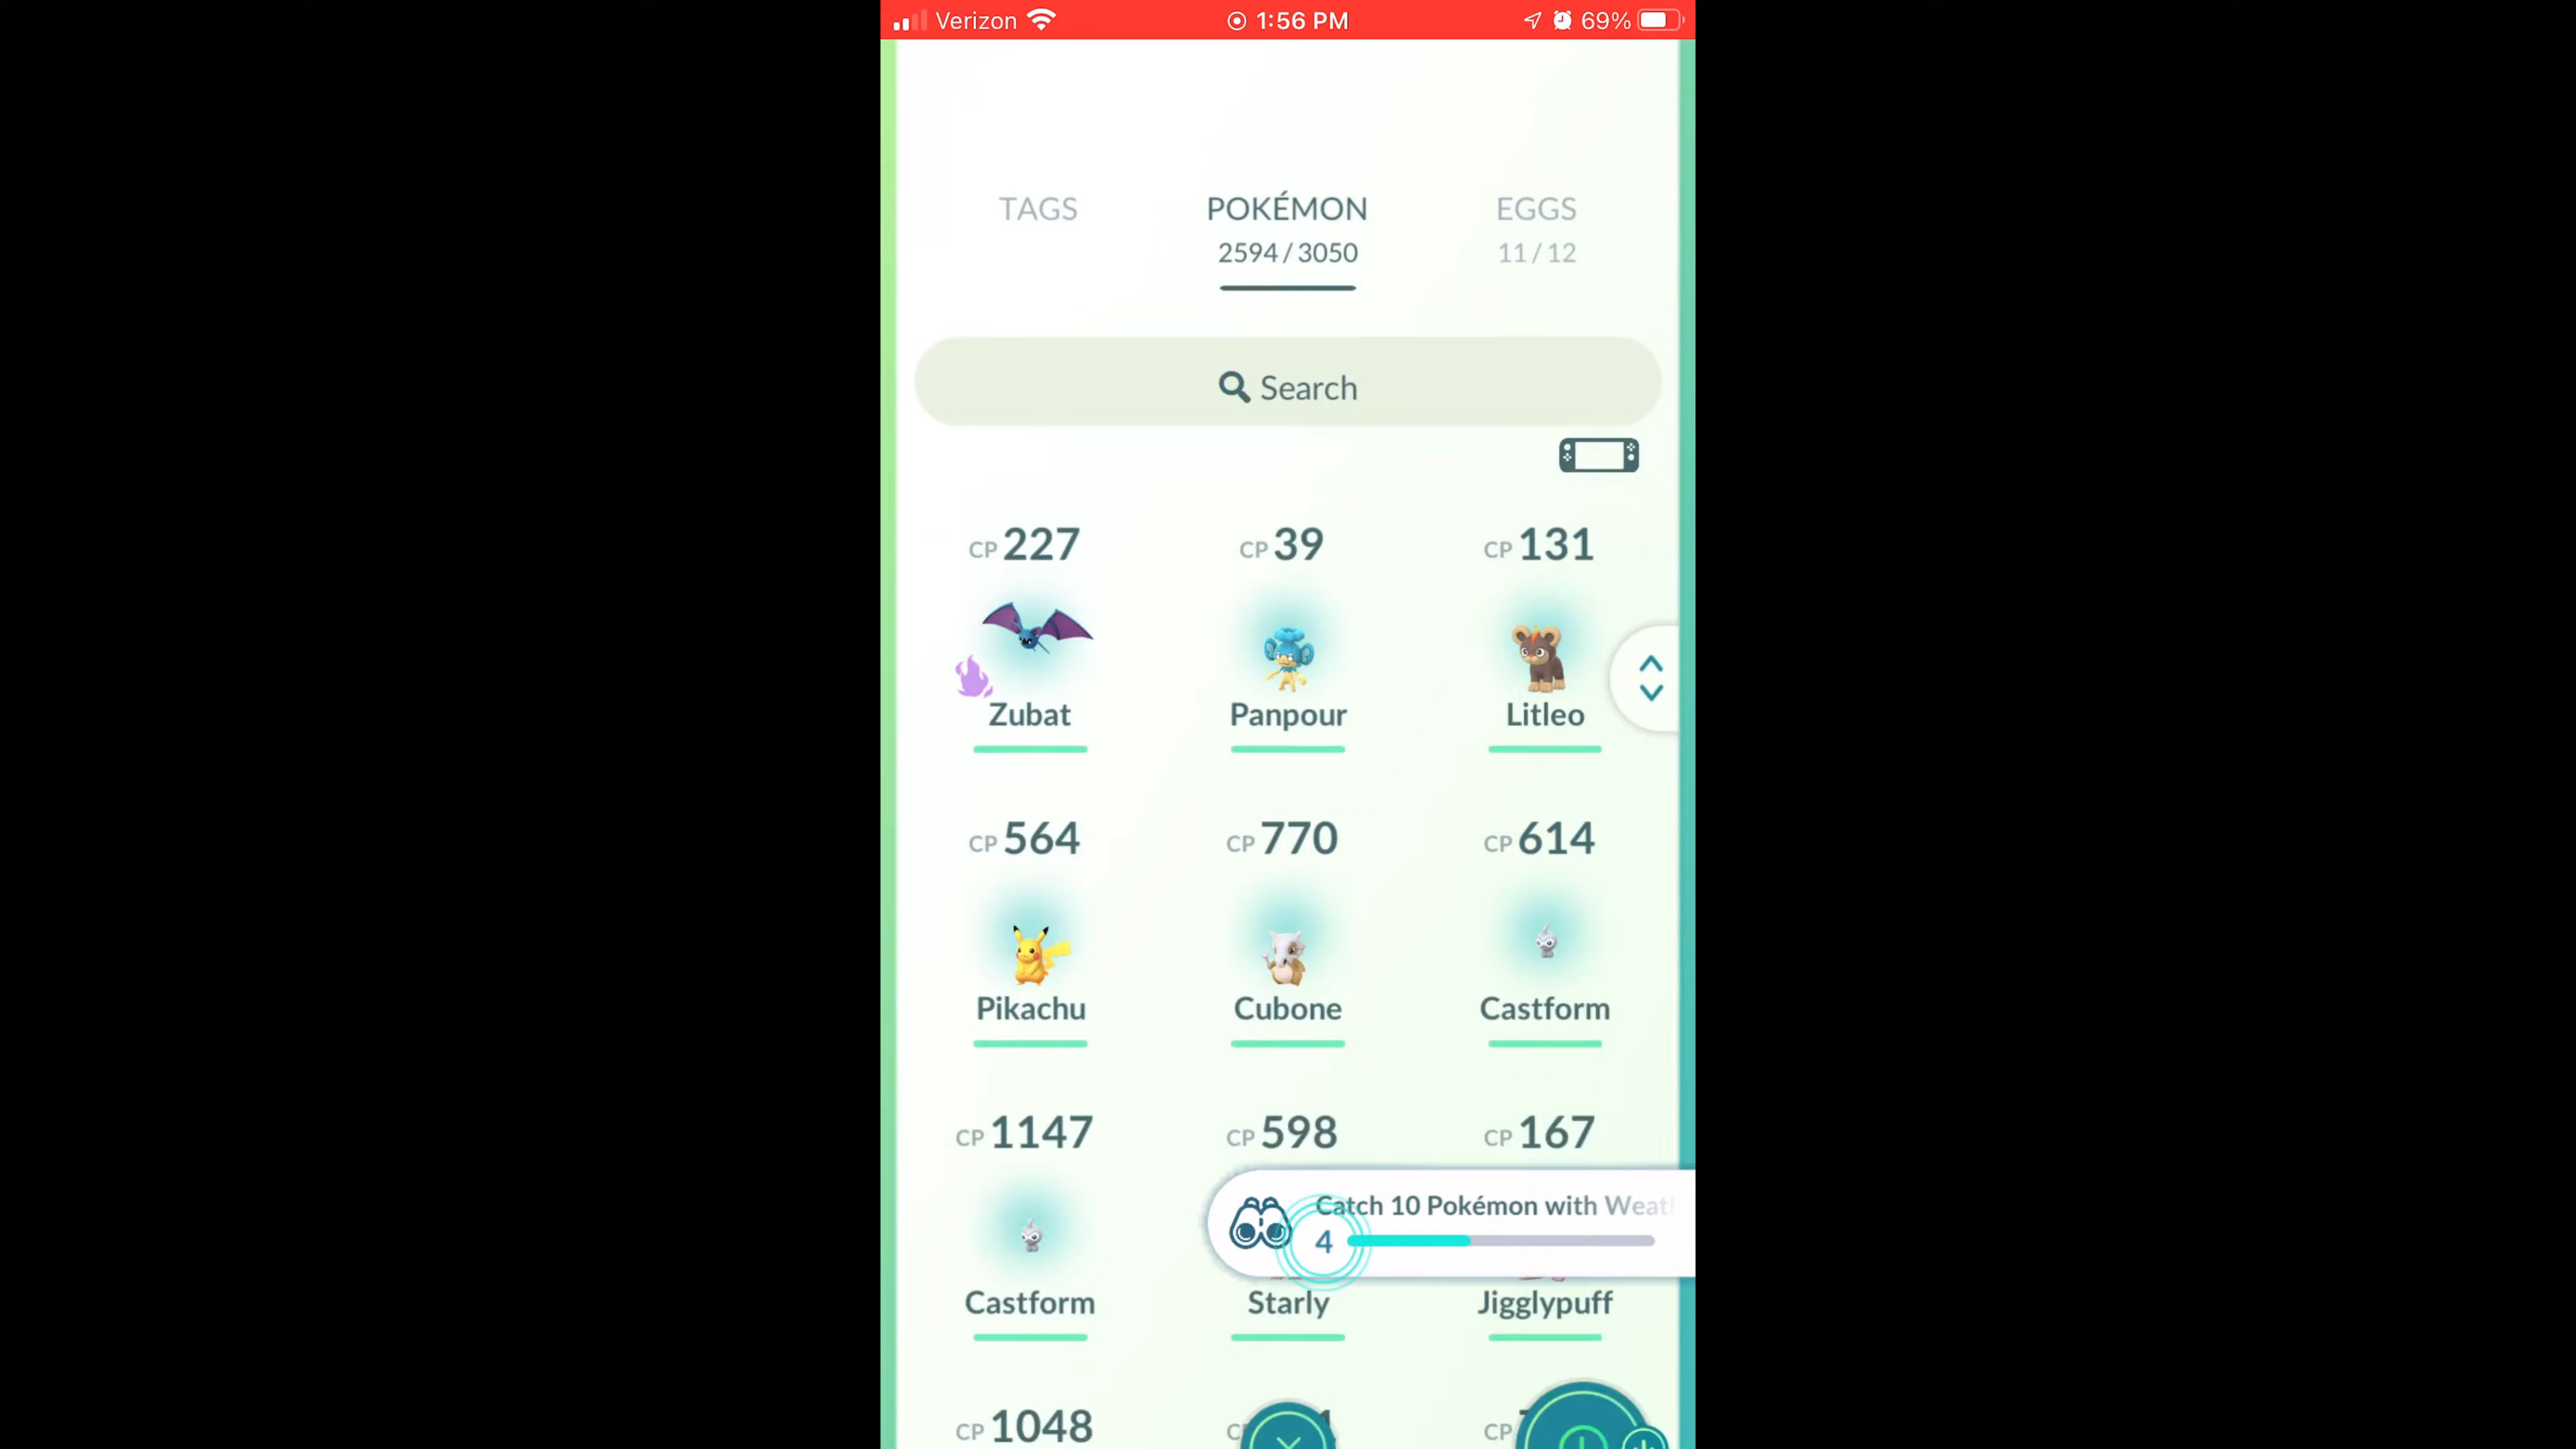 Verizon 1:56 PM 69%
TAGS POKÉMON EGGS
2594 / 3050 11 / 12
Search
CP 227 CP 39 CP 131
Zubat Panpour Litleo
CP 564 CP 770 CP 614
Pikachu Cubone Castform
CP 1147 CP 598 CP 167
Catch 10 Pokémon with
4
Castform Starly Jigglypuff
CP 1048 CP